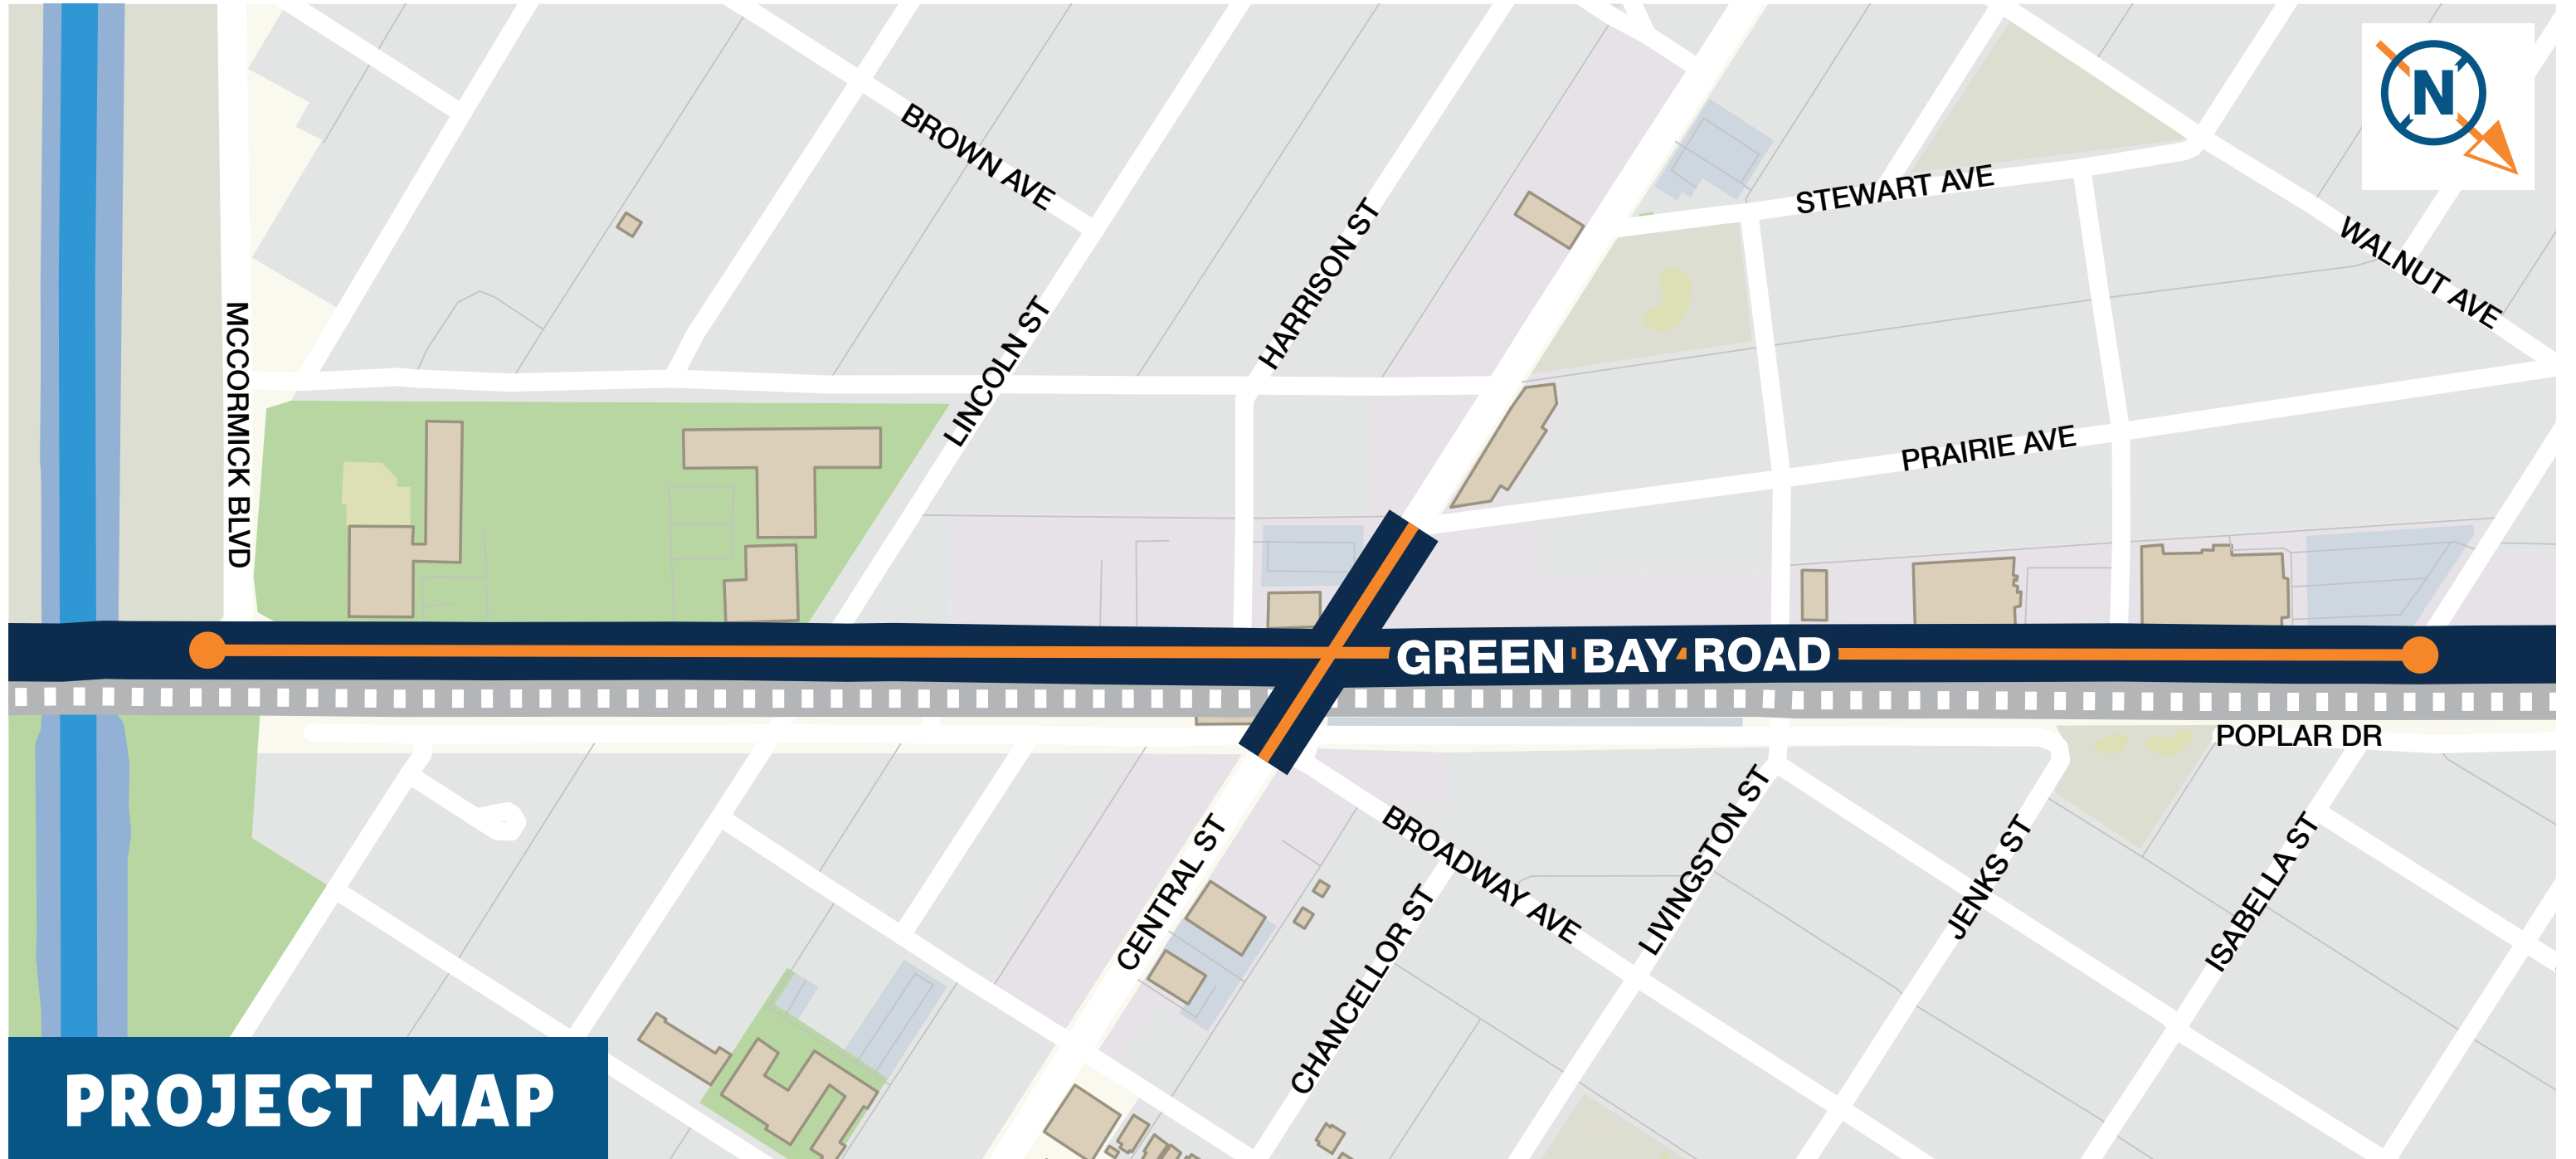 N
BROWN AVE
STEWART AVE
WALNUT AVE
HARRISON ST
LINCOLN ST
MCCORMICK BLVD
PRAIRIE AVE
GREEN BAY ROAD
POPLAR DR
CENTRAL ST
BROADWAY AVE
LIVINGSTON ST
JENKS ST
ISABELLA ST
CHANCELLOR ST
PROJECT MAP